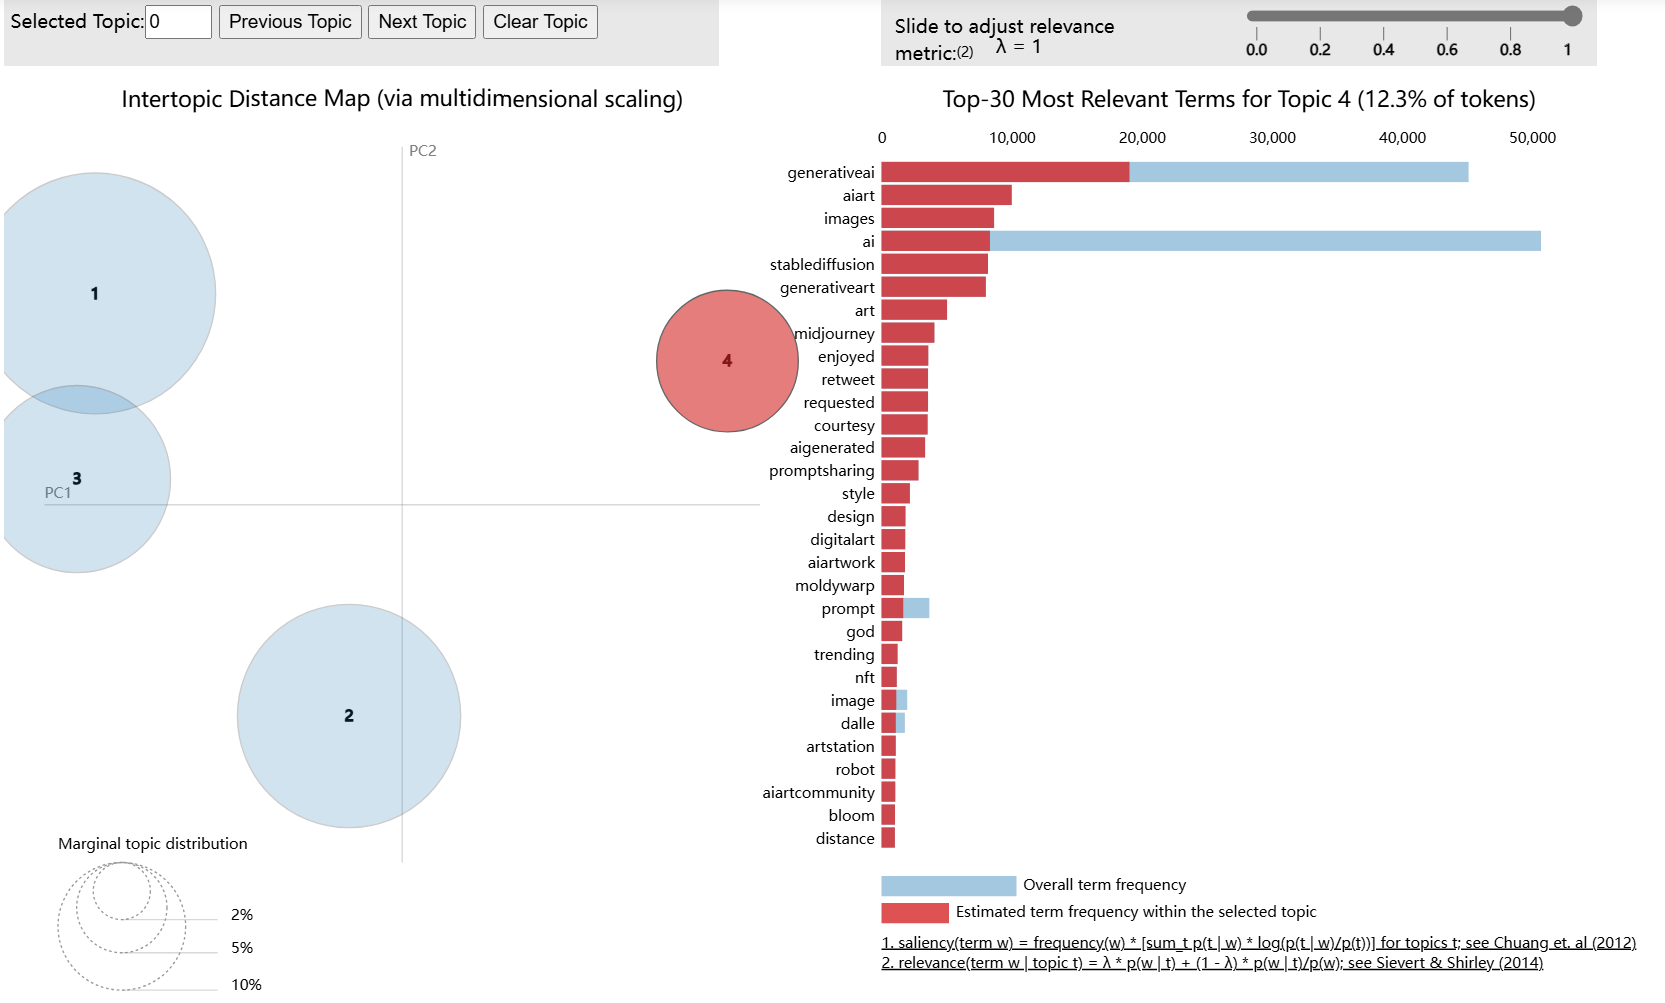 Selected Topic: 0 Previous Topic Next Topic Clear Topic
Slide to adjust relevance
metric:(2) λ = 1
0.0 0.2 0.4 0.6 0.8 1
Intertopic Distance Map (via multidimensional scaling)
PC2
1
4
3
PC1
2
Marginal topic distribution
2%
5%
10%
Top-30 Most Relevant Terms for Topic 4 (12.3% of tokens)
0 10,000 20,000 30,000 40,000 50,000
generativeai
aiart
images
ai
stablediffusion
generativeart
art
midjourney
enjoyed
retweet
requested
courtesy
aigenerated
promptsharing
style
design
digitalart
aiartwork
moldywarp
prompt
god
trending
nft
image
dalle
artstation
robot
aiartcommunity
bloom
distance
Overall term frequency
Estimated term frequency within the selected topic
1. saliency(term w) = frequency(w) * [sum_t p(t | w) * log(p(t | w)/p(t))] for topics t; see Chuang et. al (2012)
2. relevance(term w | topic t) = λ * p(w | t) + (1 - λ) * p(w | t)/p(w); see Sievert & Shirley (2014)